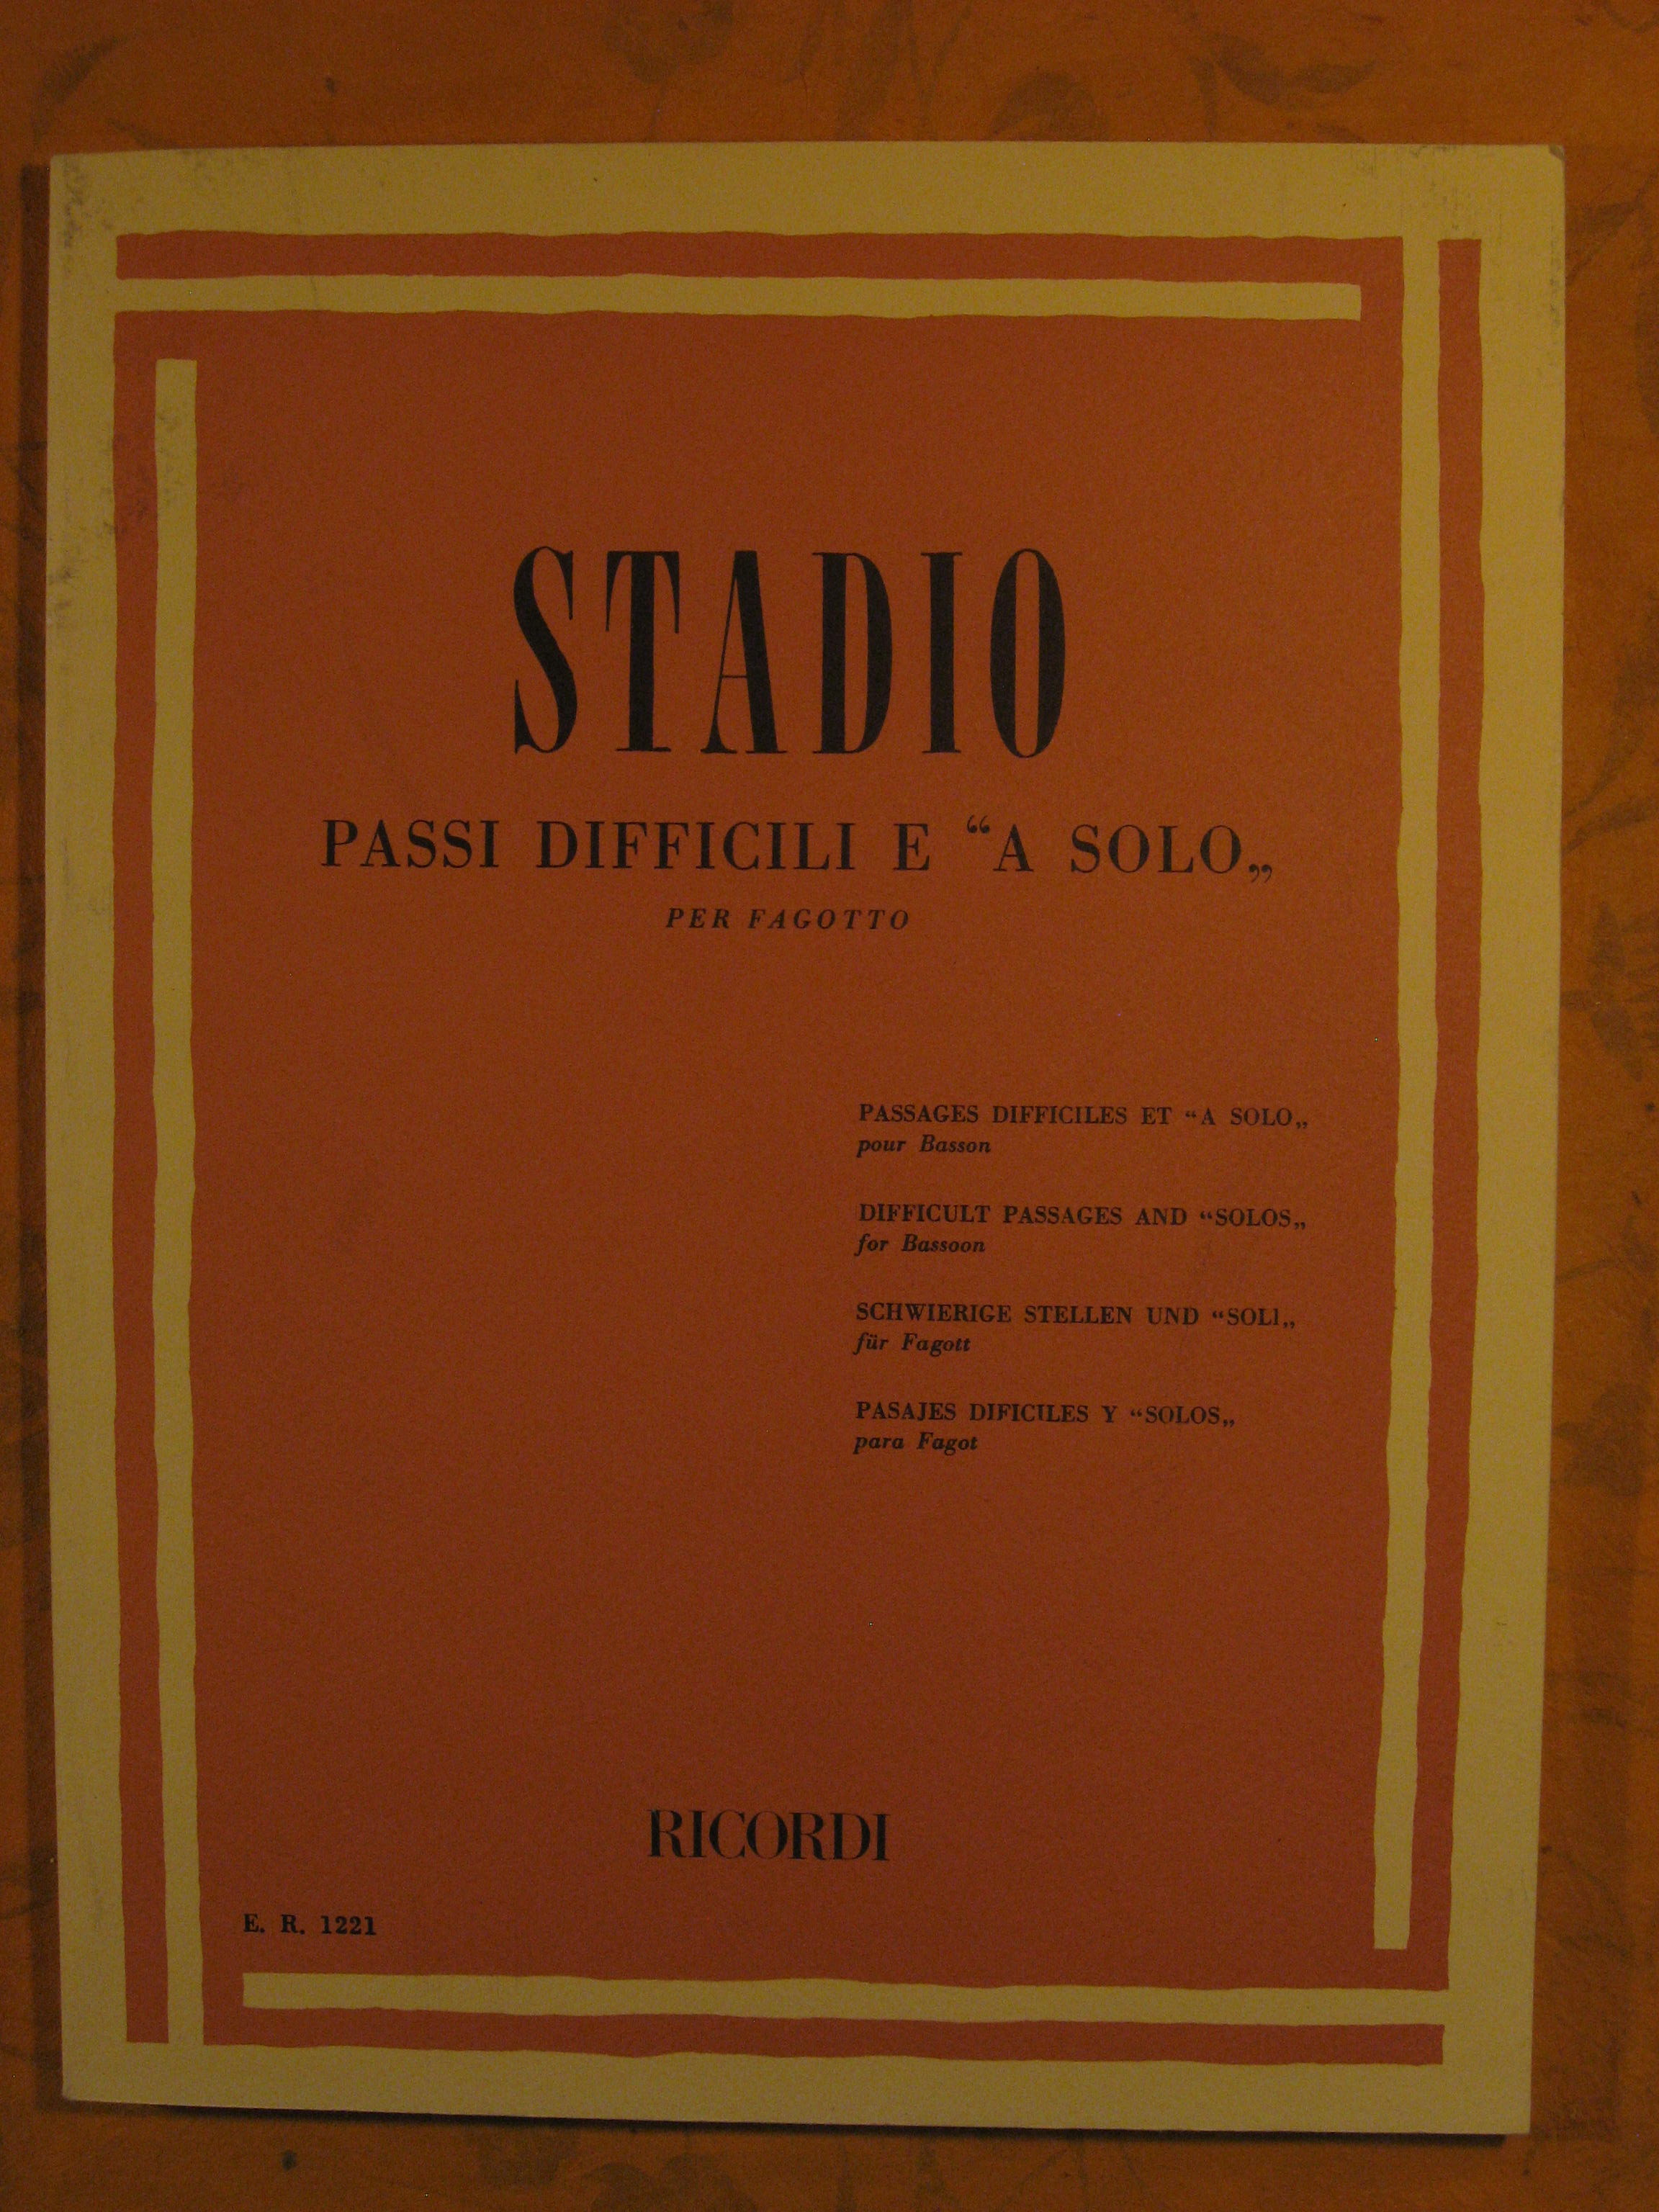 STADIO
PASSI DIFFICILI E “A SOLO„
PER FAGOTTO
PASSAGES DIFFICILES ET “A SOLO„
pour Basson
DIFFICULT PASSAGES AND “SOLOS„
for Bassoon
SCHWIERIGE STELLEN UND “SOLI„
für Fagott
PASAJES DIFICILES Y “SOLOS„
para Fagot
RICORDI
E. R. 1221